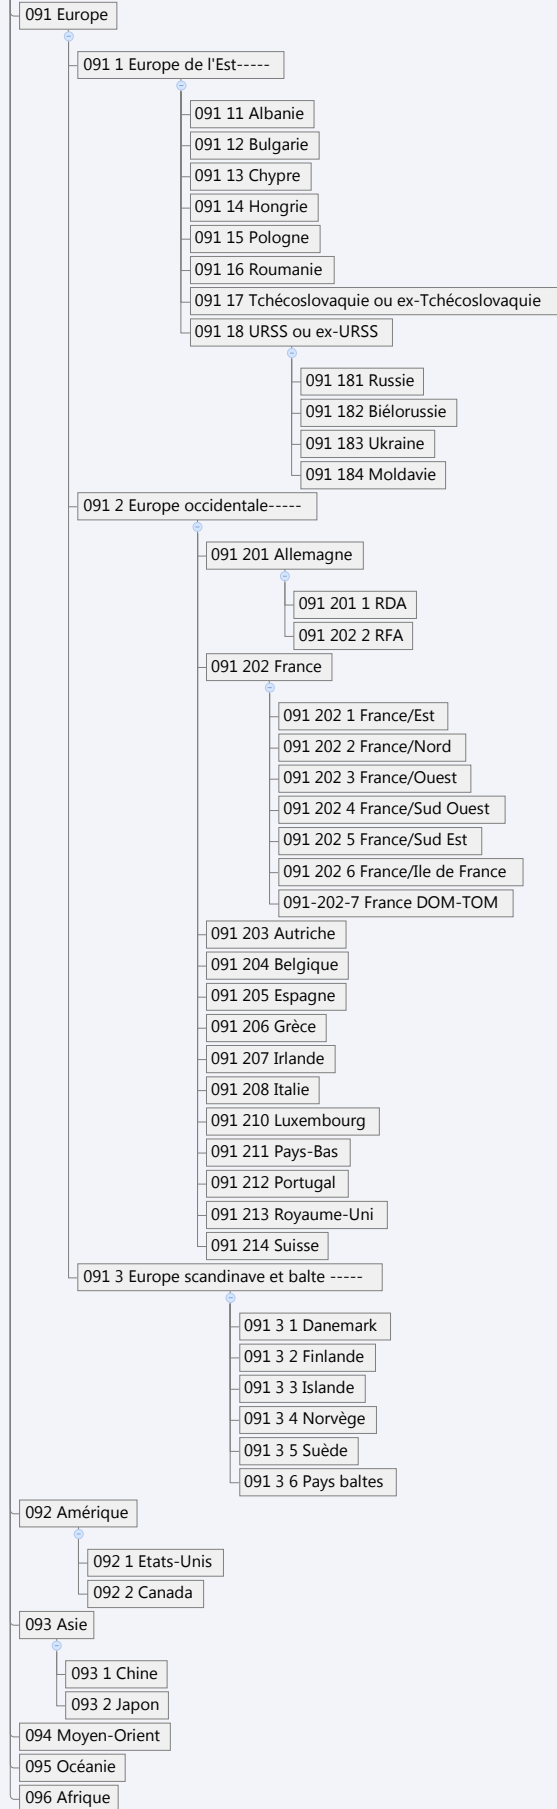 091 Europe
091 1 Europe de l'Est-----
091 11 Albanie
091 12 Bulgarie
091 13 Chypre
091 14 Hongrie
091 15 Pologne
091 16 Roumanie
091 17 Tchécoslovaquie ou ex-Tchécoslovaquie
091 18 URSS ou ex-URSS
091 181 Russie
091 182 Biélorussie
091 183 Ukraine
091 184 Moldavie
091 2 Europe occidentale-----
091 201 Allemagne
091 201 1 RDA
091 202 2 RFA
091 202 France
091 202 1 France/Est
091 202 2 France/Nord
091 202 3 France/Ouest
091 202 4 France/Sud Ouest
091 202 5 France/Sud Est
091 202 6 France/Ile de France
091-202-7 France DOM-TOM
091 203 Autriche
091 204 Belgique
091 205 Espagne
091 206 Grèce
091 207 Irlande
091 208 Italie
091 210 Luxembourg
091 211 Pays-Bas
091 212 Portugal
091 213 Royaume-Uni
091 214 Suisse
091 3 Europe scandinave et balte -----
091 3 1 Danemark
091 3 2 Finlande
091 3 3 Islande
091 3 4 Norvège
091 3 5 Suède
091 3 6 Pays baltes
092 Amérique
092 1 Etats-Unis
092 2 Canada
093 Asie
093 1 Chine
093 2 Japon
094 Moyen-Orient
095 Océanie
096 Afrique